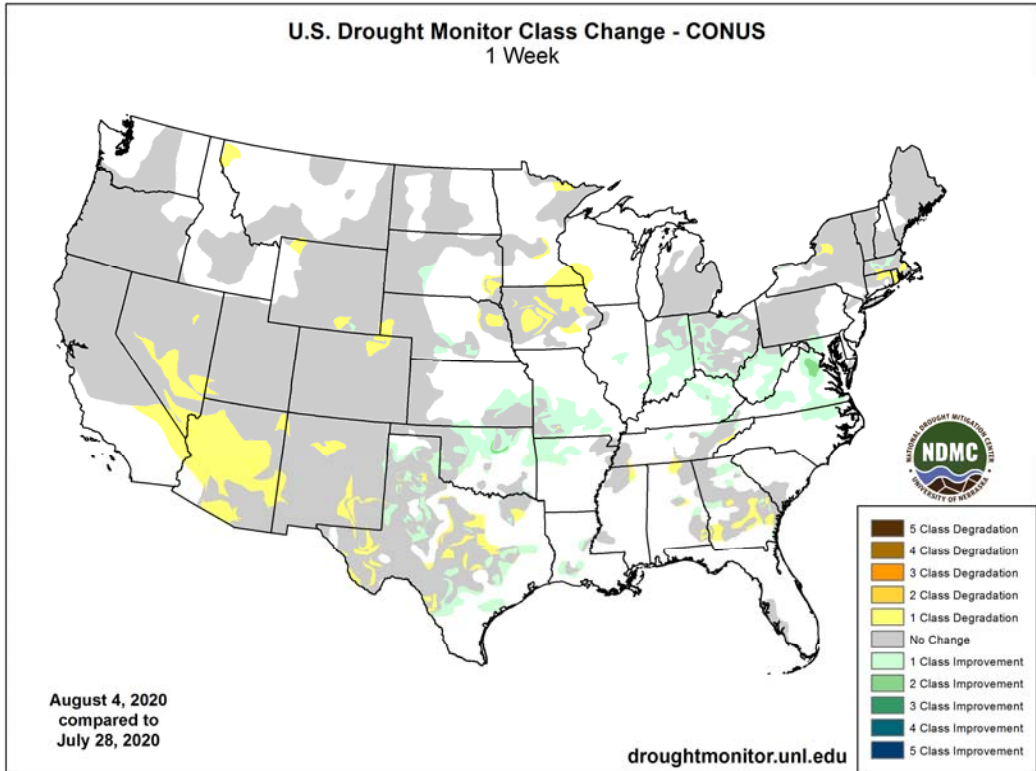 U.S. Drought Monitor Class Change - CONUS
1 Week
NATIONAL DROUGHT MITIGATION CENTER
NDMC
UNIVERSITY OF NEBRASKA
5 Class Degradation
4 Class Degradation
3 Class Degradation
2 Class Degradation
1 Class Degradation
No Change
1 Class Improvement
2 Class Improvement
3 Class Improvement
4 Class Improvement
5 Class Improvement
August 4, 2020
compared to
July 28, 2020
droughtmonitor.unl.edu